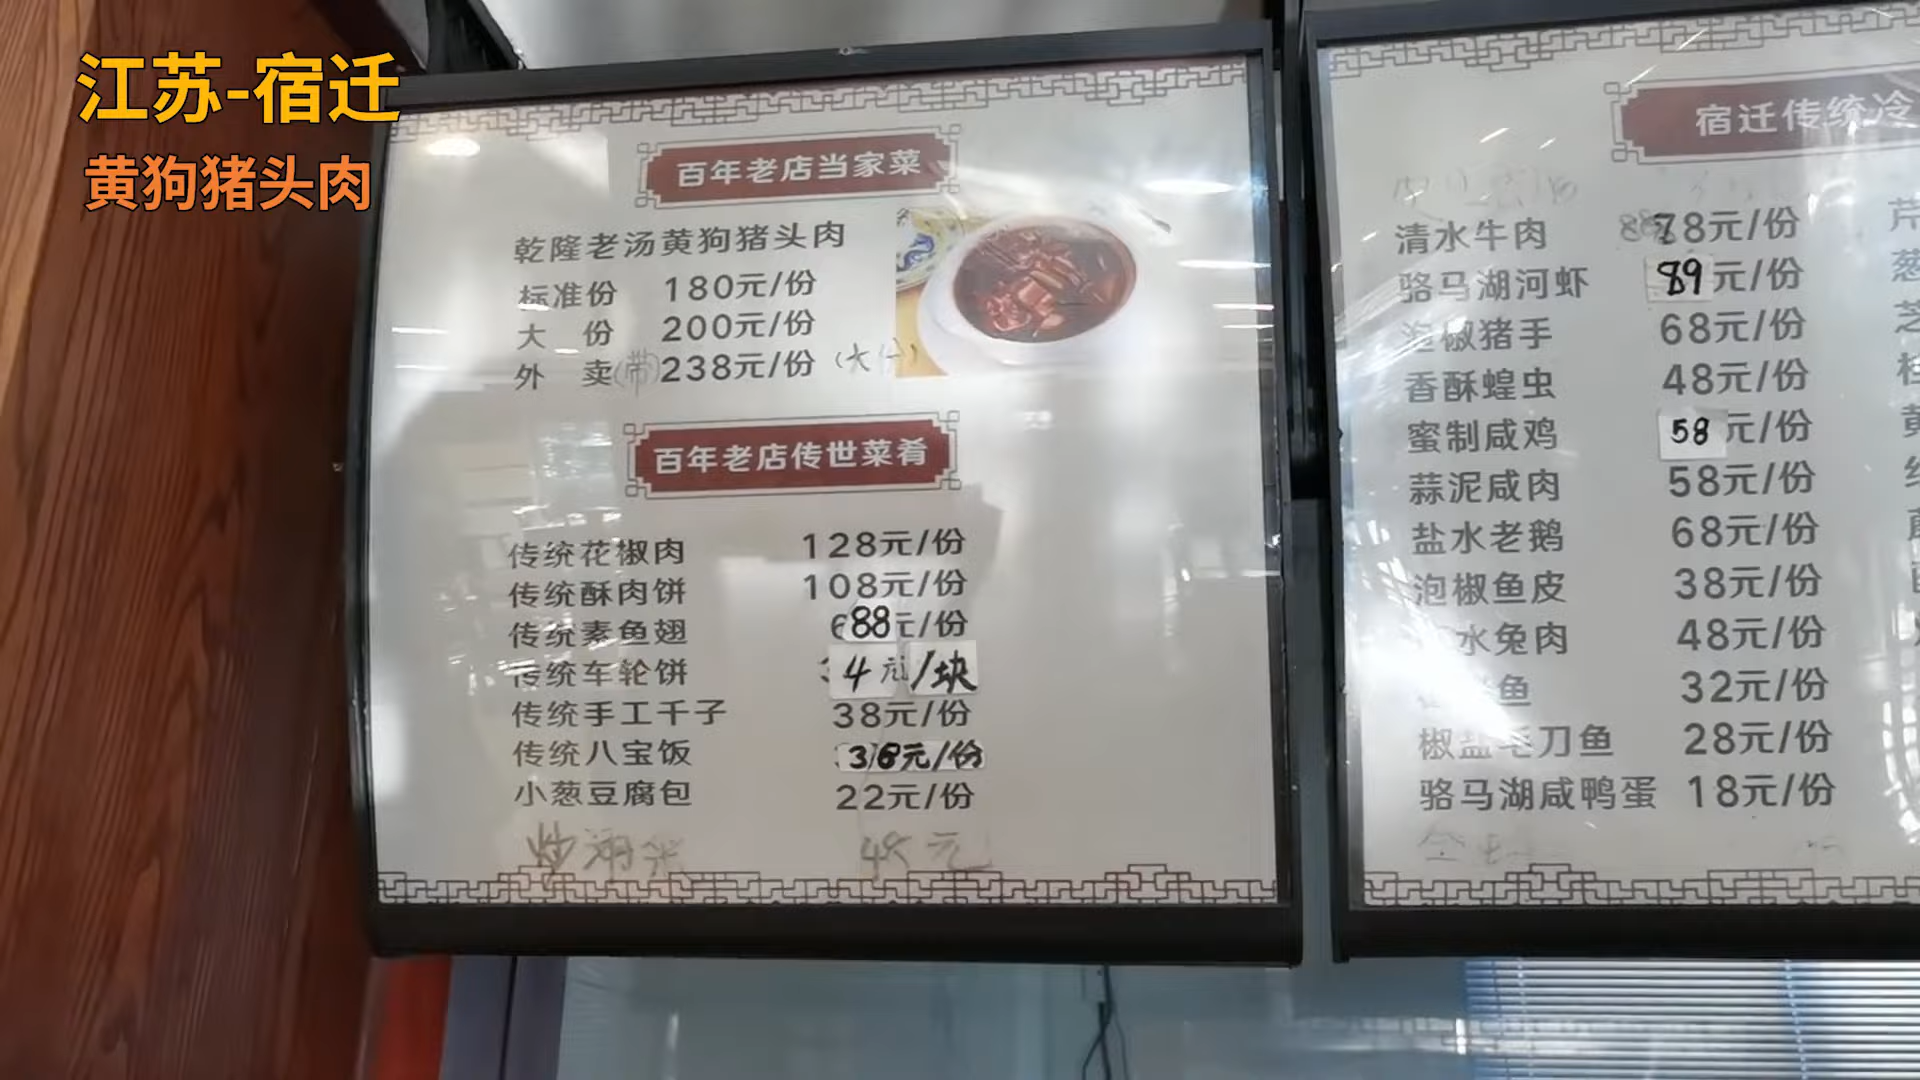 江苏-宿迁
黄狗猪头肉
百年老店当家菜
乾隆老汤黄狗猪头肉
标准份 180元/份
大 份 200元/份
外 卖(带)238元/份 (大份)
百年老店传世菜肴
传统花椒肉 128元/份
传统酥肉饼 108元/份
传统素鱼翅 88元/份
传统车轮饼 4元/块
传统手工千子 38元/份
传统八宝饭 38元/份
小葱豆腐包 22元/份
宿迁传统冷
清水牛肉 78元/份
骆马湖河虾 89元/份
泡椒猪手 68元/份
香酥蝗虫 48元/份
蜜制咸鸡 58元/份
蒜泥咸肉 58元/份
盐水老鹅 68元/份
泡椒鱼皮 38元/份
水兔肉 48元/份
鱼 32元/份
椒盐毛刀鱼 28元/份
骆马湖咸鸭蛋 18元/份